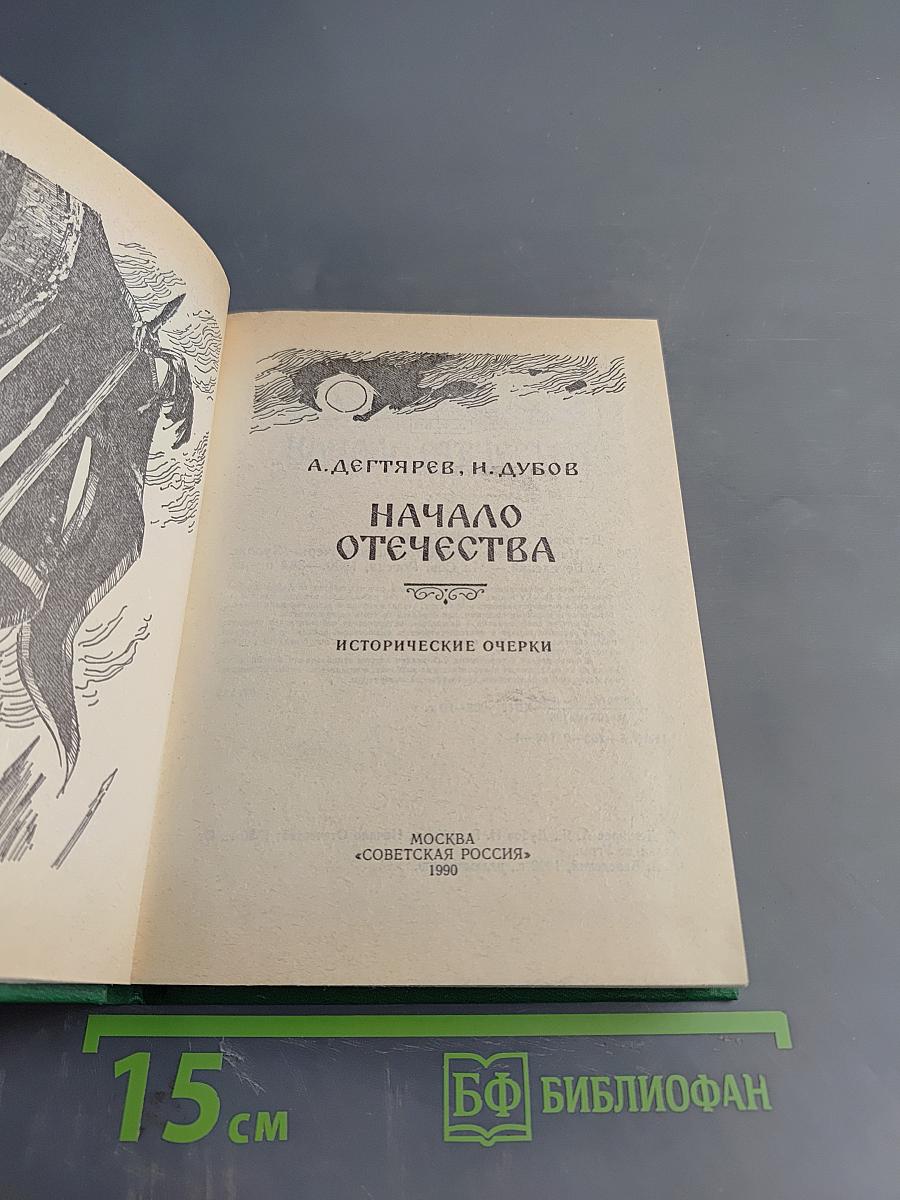 А. ДЕГТЯРЕВ, И. ДУБОВ
НАЧАЛО
ОТЕЧЕСТВА
ИСТОРИЧЕСКИЕ ОЧЕРКИ
МОСКВА
«СОВЕТСКАЯ РОССИЯ»
1990
15 см
БФ БИБЛИОФАН